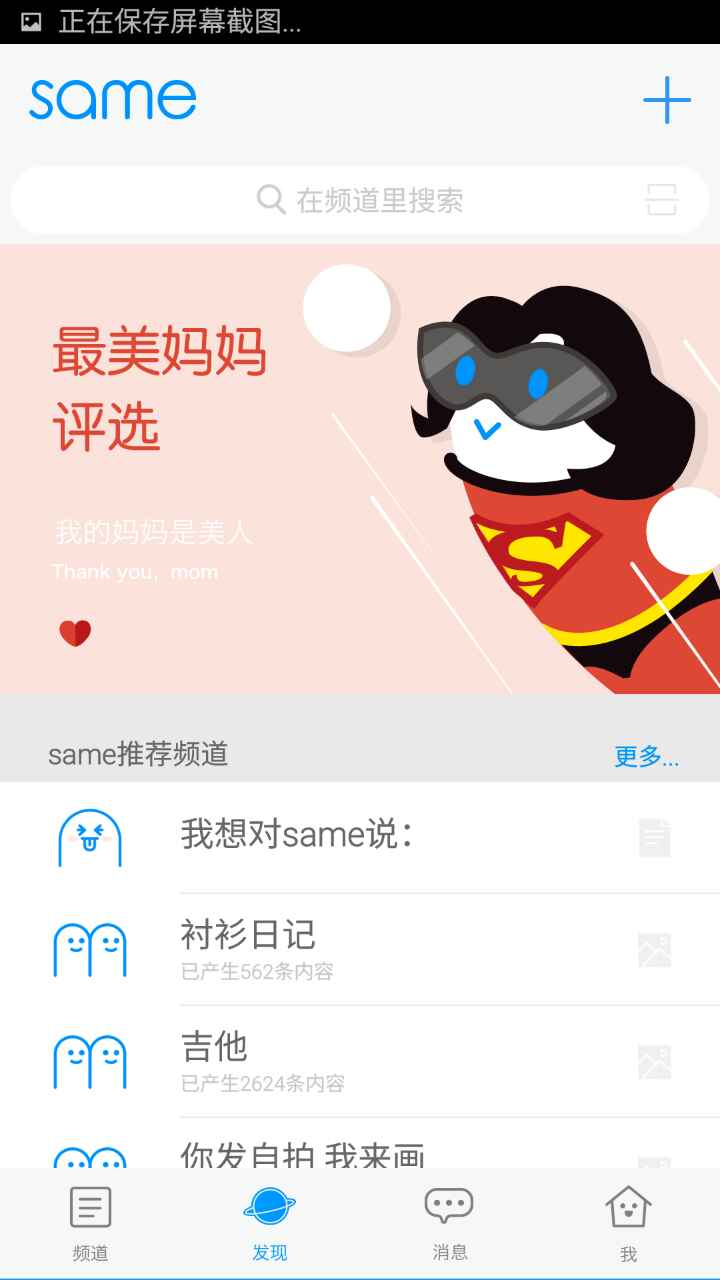 正在保存屏幕截图...
same
在频道里搜索
最美妈妈
评选
我的妈妈是美人
Thank you, mom
same推荐频道
更多...
我想对same说：
衬衫日记
已产生562条内容
吉他
已产生2624条内容
你发自拍 我来画
频道
发现
消息
我